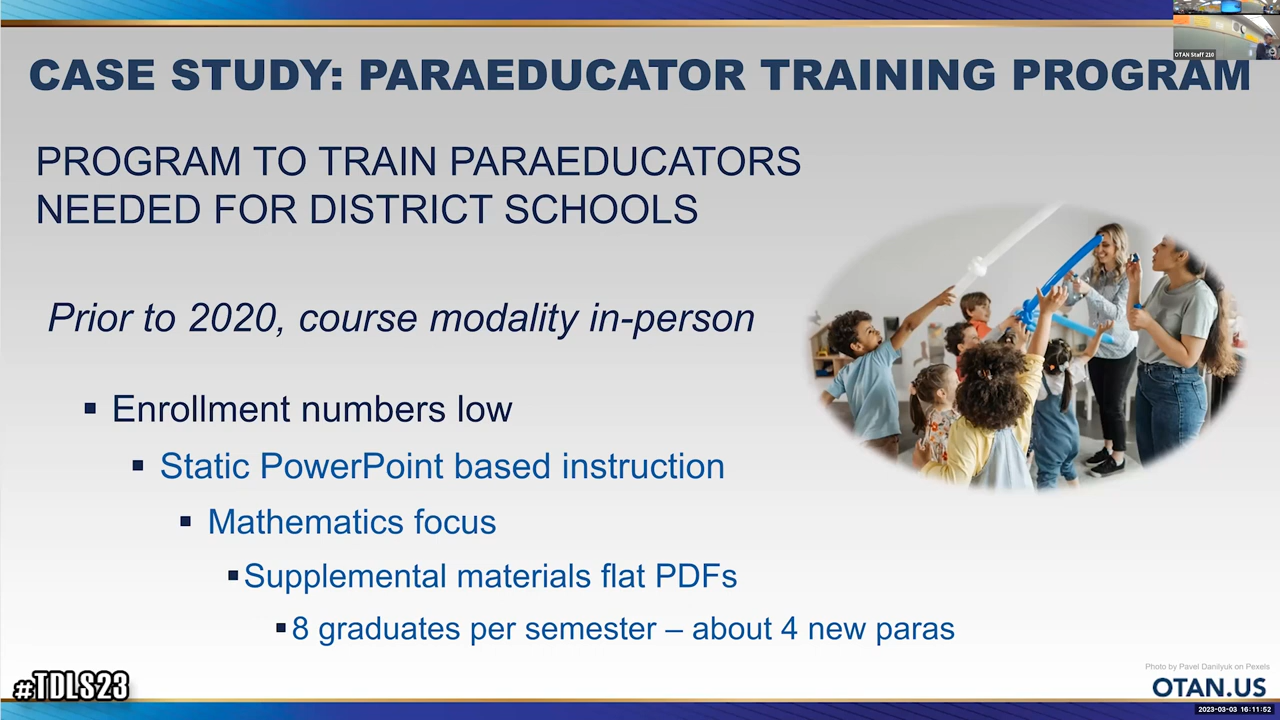 OTAN Staff 210
CASE STUDY: PARAEDUCATOR TRAINING PROGRAM
PROGRAM TO TRAIN PARAEDUCATORS
NEEDED FOR DISTRICT SCHOOLS
Prior to 2020, course modality in-person
▪ Enrollment numbers low
▪ Static PowerPoint based instruction
▪ Mathematics focus
▪Supplemental materials flat PDFs
▪8 graduates per semester – about 4 new paras
Photo by Pavel Danilyuk on Pexels
#TDLS23
OTAN.US
2023-03-03 16:11:52